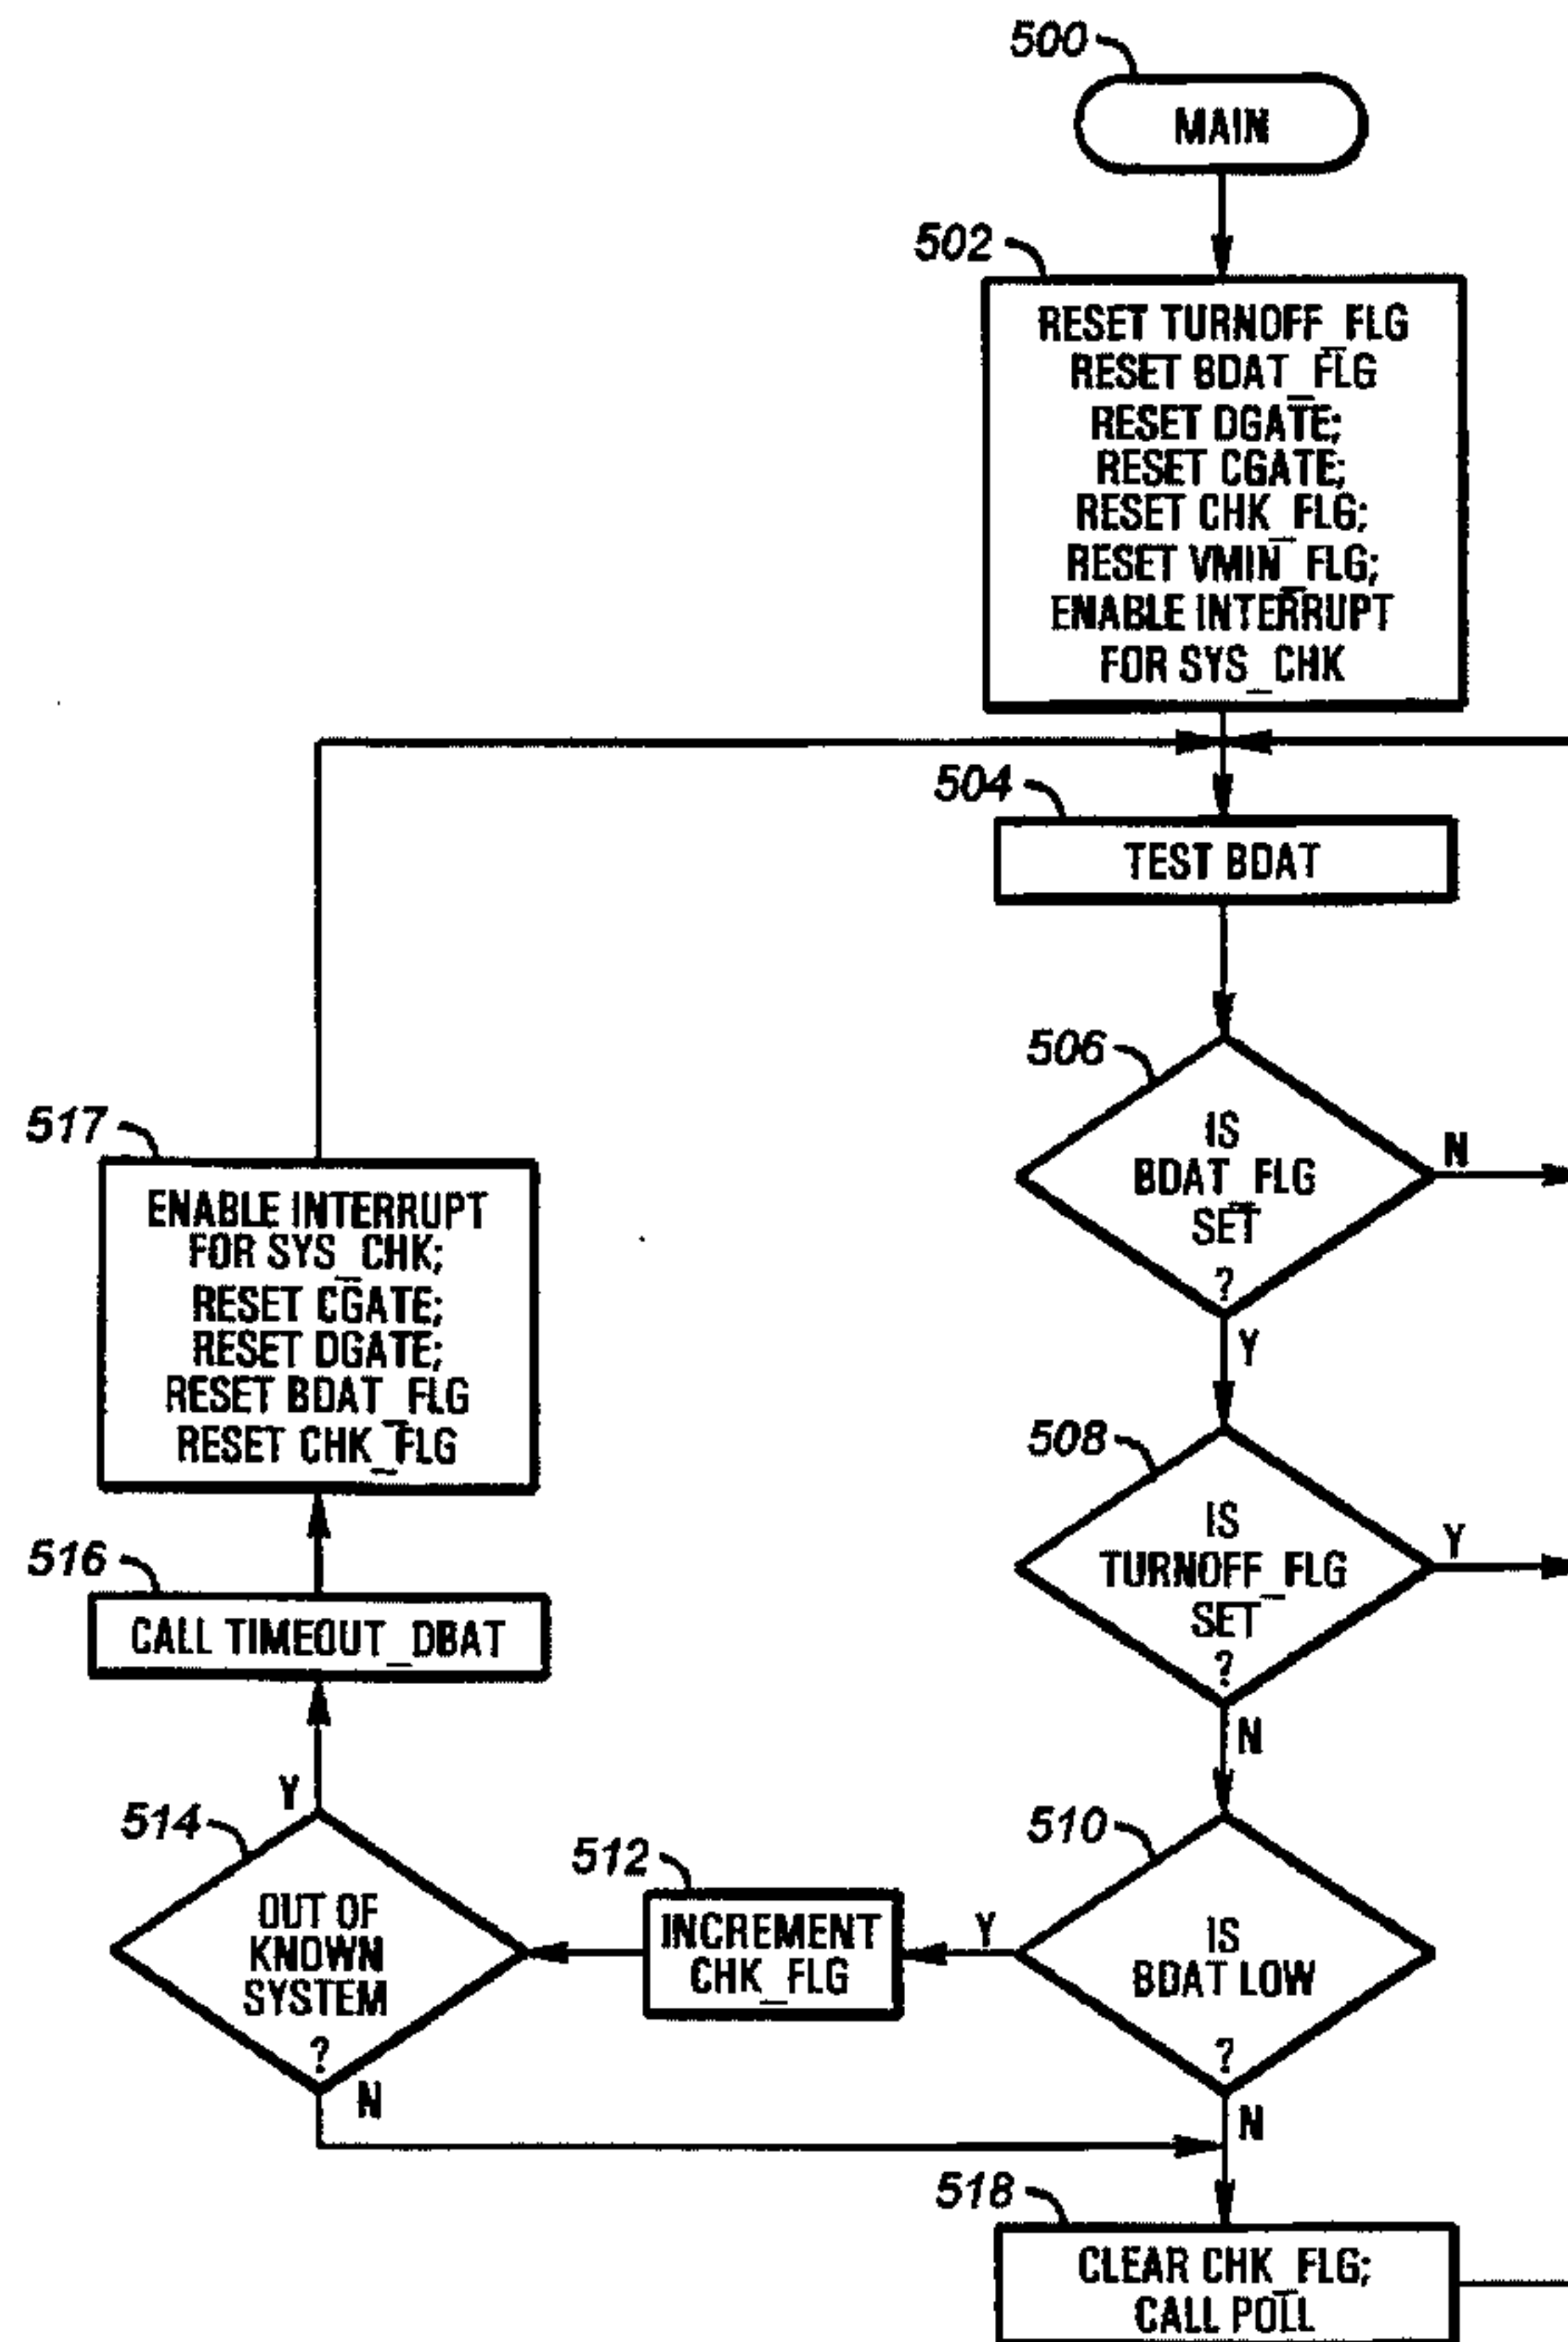 500
MAIN
502
RESET TURNOFF_FLG
RESET BDAT_FLG
RESET DGATE;
RESET CGATE;
RESET CHK_FLG;
RESET VMIN_FLG;
ENABLE INTERRUPT
FOR SYS_CHK
504
TEST BDAT
506
IS
BDAT_FLG
SET
?
N
Y
517
ENABLE INTERRUPT
FOR SYS_CHK;
RESET CGATE;
RESET DGATE;
RESET BDAT_FLG
RESET CHK_FLG
508
IS
TURNOFF_FLG
SET
?
Y
N
516
CALL TIMEOUT_DBAT
Y
514
OUT OF
KNOWN
SYSTEM
?
N
512
INCREMENT
CHK_FLG
Y
510
IS
BDAT LOW
?
N
518
CLEAR CHK_FLG;
CALL POLL